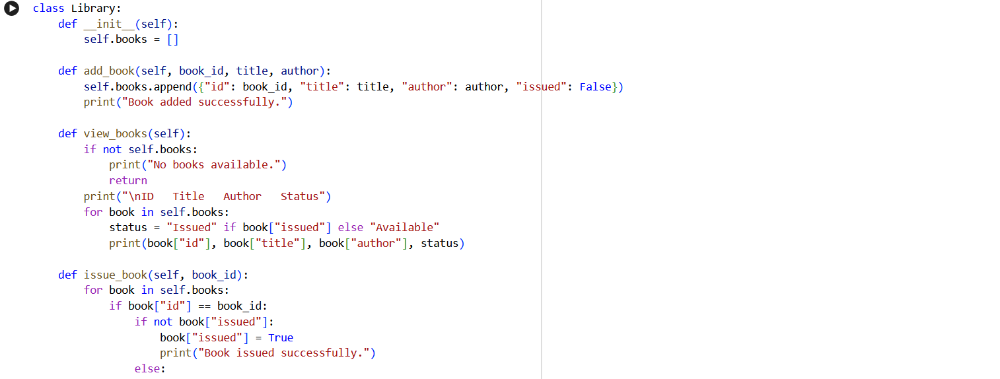 class Library:
    def __init__(self):
        self.books = []

    def add_book(self, book_id, title, author):
        self.books.append({"id": book_id, "title": title, "author": author, "issued": False})
        print("Book added successfully.")

    def view_books(self):
        if not self.books:
            print("No books available.")
            return
        print("\nID   Title   Author   Status")
        for book in self.books:
            status = "Issued" if book["issued"] else "Available"
            print(book["id"], book["title"], book["author"], status)

    def issue_book(self, book_id):
        for book in self.books:
            if book["id"] == book_id:
                if not book["issued"]:
                    book["issued"] = True
                    print("Book issued successfully.")
                else: